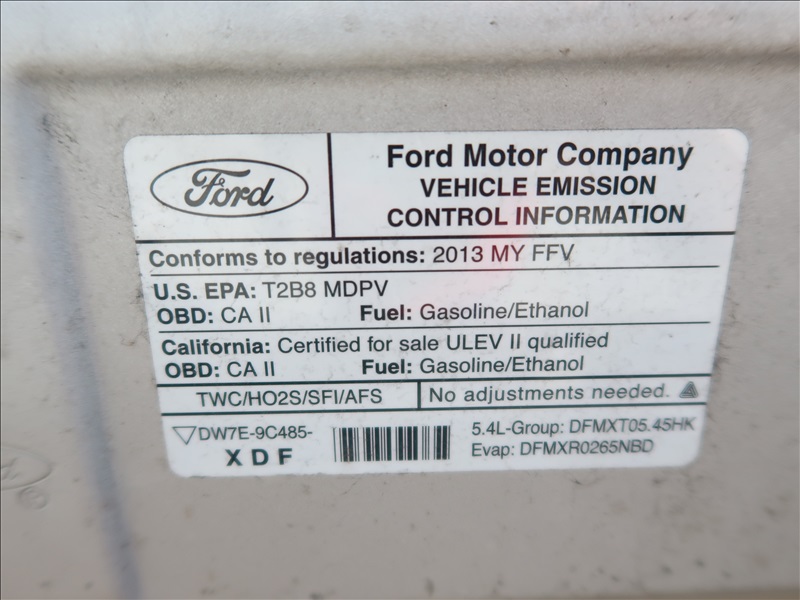 Ford
Ford Motor Company
VEHICLE EMISSION
CONTROL INFORMATION
Conforms to regulations: 2013 MY FFV
U.S. EPA: T2B8 MDPV
OBD: CA II Fuel: Gasoline/Ethanol
California: Certified for sale ULEV II qualified
OBD: CA II Fuel: Gasoline/Ethanol
TWC/HO2S/SFI/AFS
No adjustments needed.
DW7E-9C485-
XDF
5.4L-Group: DFMXT05.45HK
Evap: DFMXR0265NBD